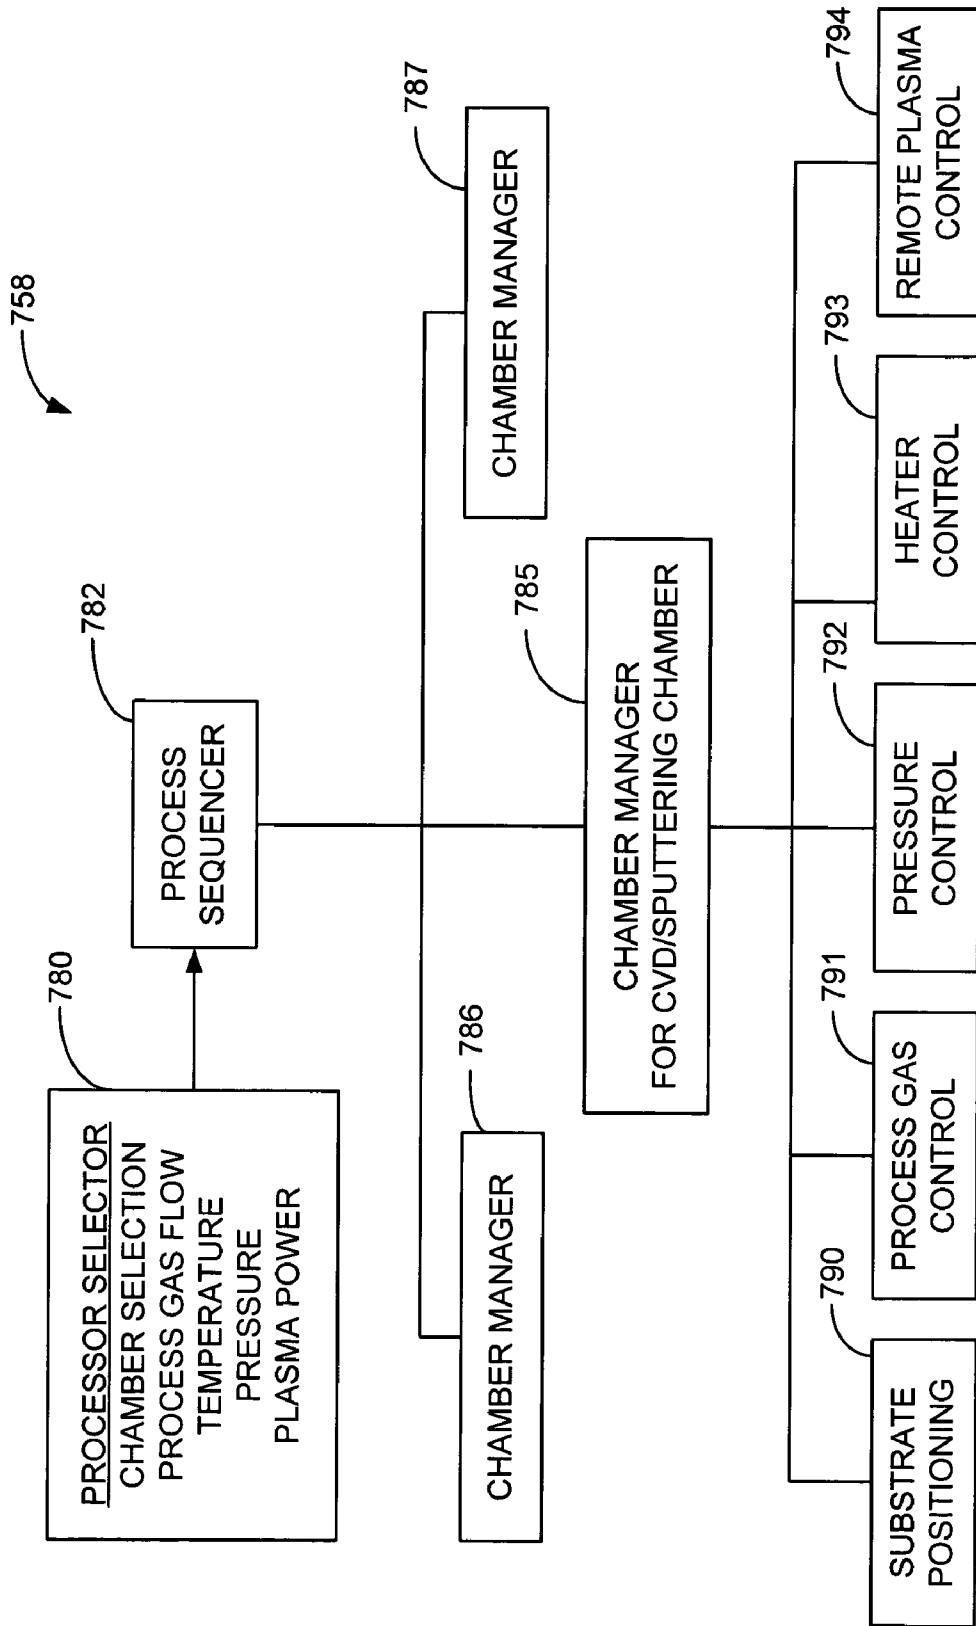 758
780
PROCESSOR SELECTOR
CHAMBER SELECTION
PROCESS GAS FLOW
TEMPERATURE
PRESSURE
PLASMA POWER
782
PROCESS
SEQUENCER
786
CHAMBER MANAGER
787
CHAMBER MANAGER
785
CHAMBER MANAGER
FOR CVD/SPUTTERING CHAMBER
790
SUBSTRATE
POSITIONING
791
PROCESS GAS
CONTROL
792
PRESSURE
CONTROL
793
HEATER
CONTROL
794
REMOTE PLASMA
CONTROL